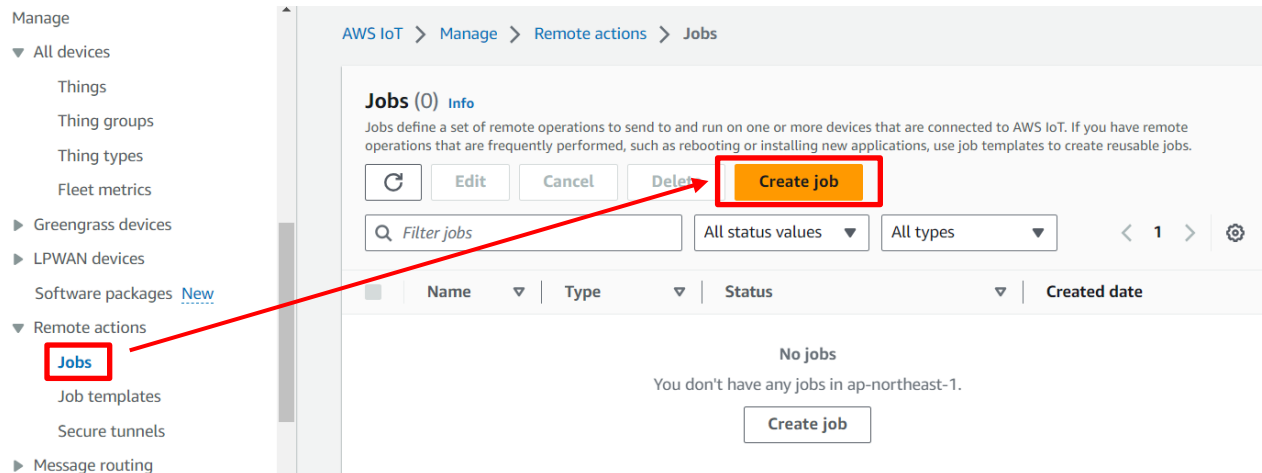 Manage
All devices
Things
Thing groups
Thing types
Fleet metrics
Greengrass devices
LPWAN devices
Software packages New
Remote actions
Jobs
Job templates
Secure tunnels
Message routing
AWS IoT > Manage > Remote actions > Jobs
Jobs (0) Info
Jobs define a set of remote operations to send to and run on one or more devices that are connected to AWS IoT. If you have remote
operations that are frequently performed, such as rebooting or installing new applications, use job templates to create reusable jobs.
Edit Cancel Delete Create job
Filter jobs All status values All types 1
Name Type Status Created date
No jobs
You don't have any jobs in ap-northeast-1.
Create job